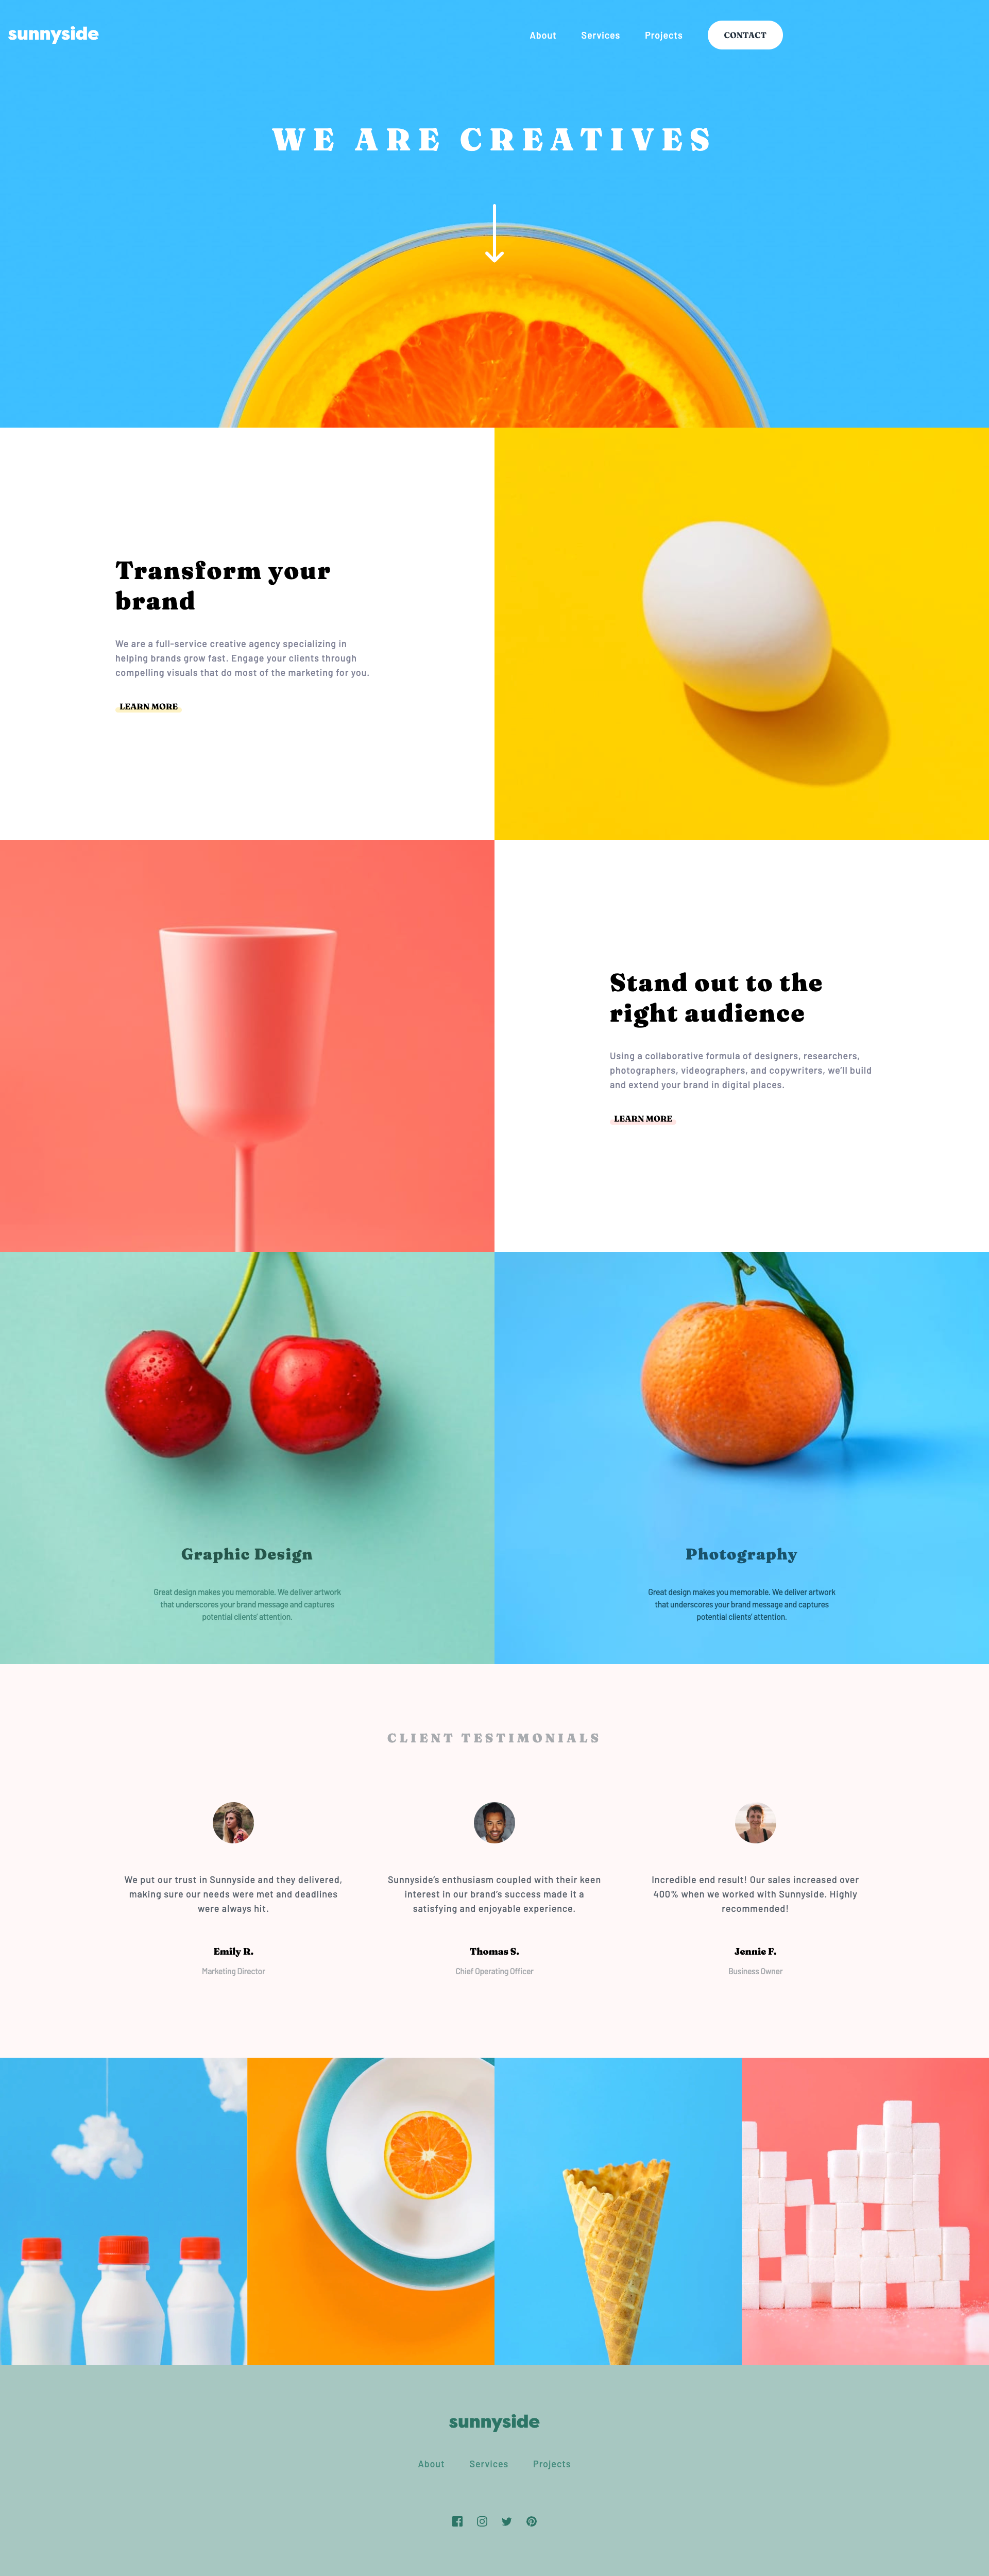 sunnyside
About Services Projects CONTACT
WE ARE CREATIVES
Transform your
brand
We are a full-service creative agency specializing in
helping brands grow fast. Engage your clients through
compelling visuals that do most of the marketing for you.
LEARN MORE
Stand out to the
right audience
Using a collaborative formula of designers, researchers,
photographers, videographers, and copywriters, we'll build
and extend your brand in digital places.
LEARN MORE
Graphic Design
Great design makes you memorable. We deliver artwork
that underscores your brand message and captures
potential clients' attention.
Photography
Great design makes you memorable. We deliver artwork
that underscores your brand message and captures
potential clients' attention.
CLIENT TESTIMONIALS
We put our trust in Sunnyside and they delivered,
making sure our needs were met and deadlines
were always hit.
Emily R.
Marketing Director
Sunnyside's enthusiasm coupled with their keen
interest in our brand's success made it a
satisfying and enjoyable experience.
Thomas S.
Chief Operating Officer
Incredible end result! Our sales increased over
400% when we worked with Sunnyside. Highly
recommended!
Jennie F.
Business Owner
sunnyside
About Services Projects